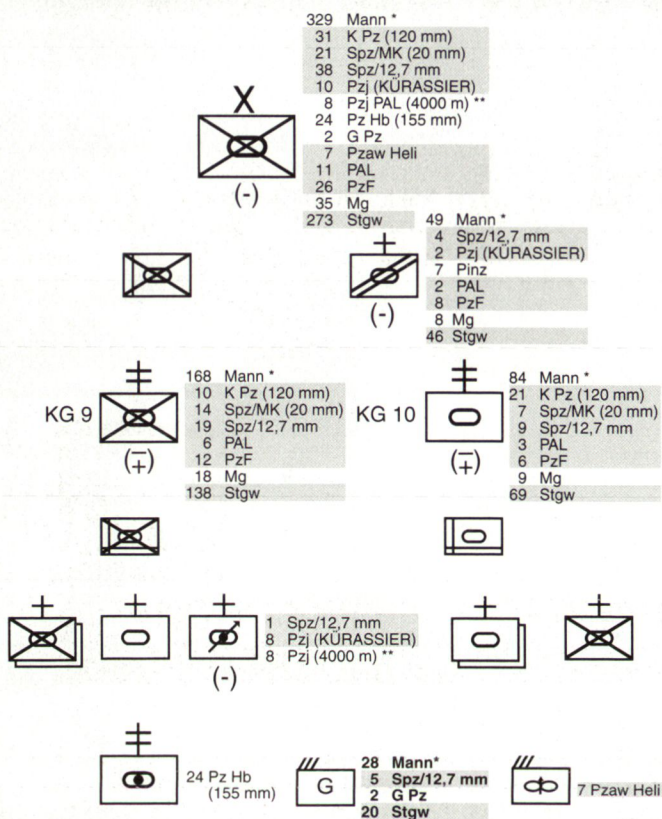 329 Mann *
31 K Pz (120 mm)
21 Spz/MK (20 mm)
38 Spz/12,7 mm
10 Pzj (KÜRASSIER)
8 Pzj PAL (4000 m) **
24 Pz Hb (155 mm)
2 G Pz
7 Pzaw Heli
11 PAL
26 PzF
35 Mg
273 Stgw
(-)
49 Mann *
4 Spz/12,7 mm
2 Pzj (KÜRASSIER)
7 Pinz
2 PAL
8 PzF
8 Mg
46 Stgw
(-)
KG 9
168 Mann *
10 K Pz (120 mm)
14 Spz/MK (20 mm)
19 Spz/12,7 mm
6 PAL
12 PzF
18 Mg
138 Stgw
(∓)
KG 10
84 Mann *
21 K Pz (120 mm)
7 Spz/MK (20 mm)
9 Spz/12,7 mm
3 PAL
6 PzF
9 Mg
69 Stgw
(∓)
1 Spz/12,7 mm
8 Pzj (KÜRASSIER)
8 Pzj (4000 m) **
(-)
24 Pz Hb
(155 mm)
G
28 Mann*
5 Spz/12,7 mm
2 G Pz
20 Stgw
7 Pzaw Heli